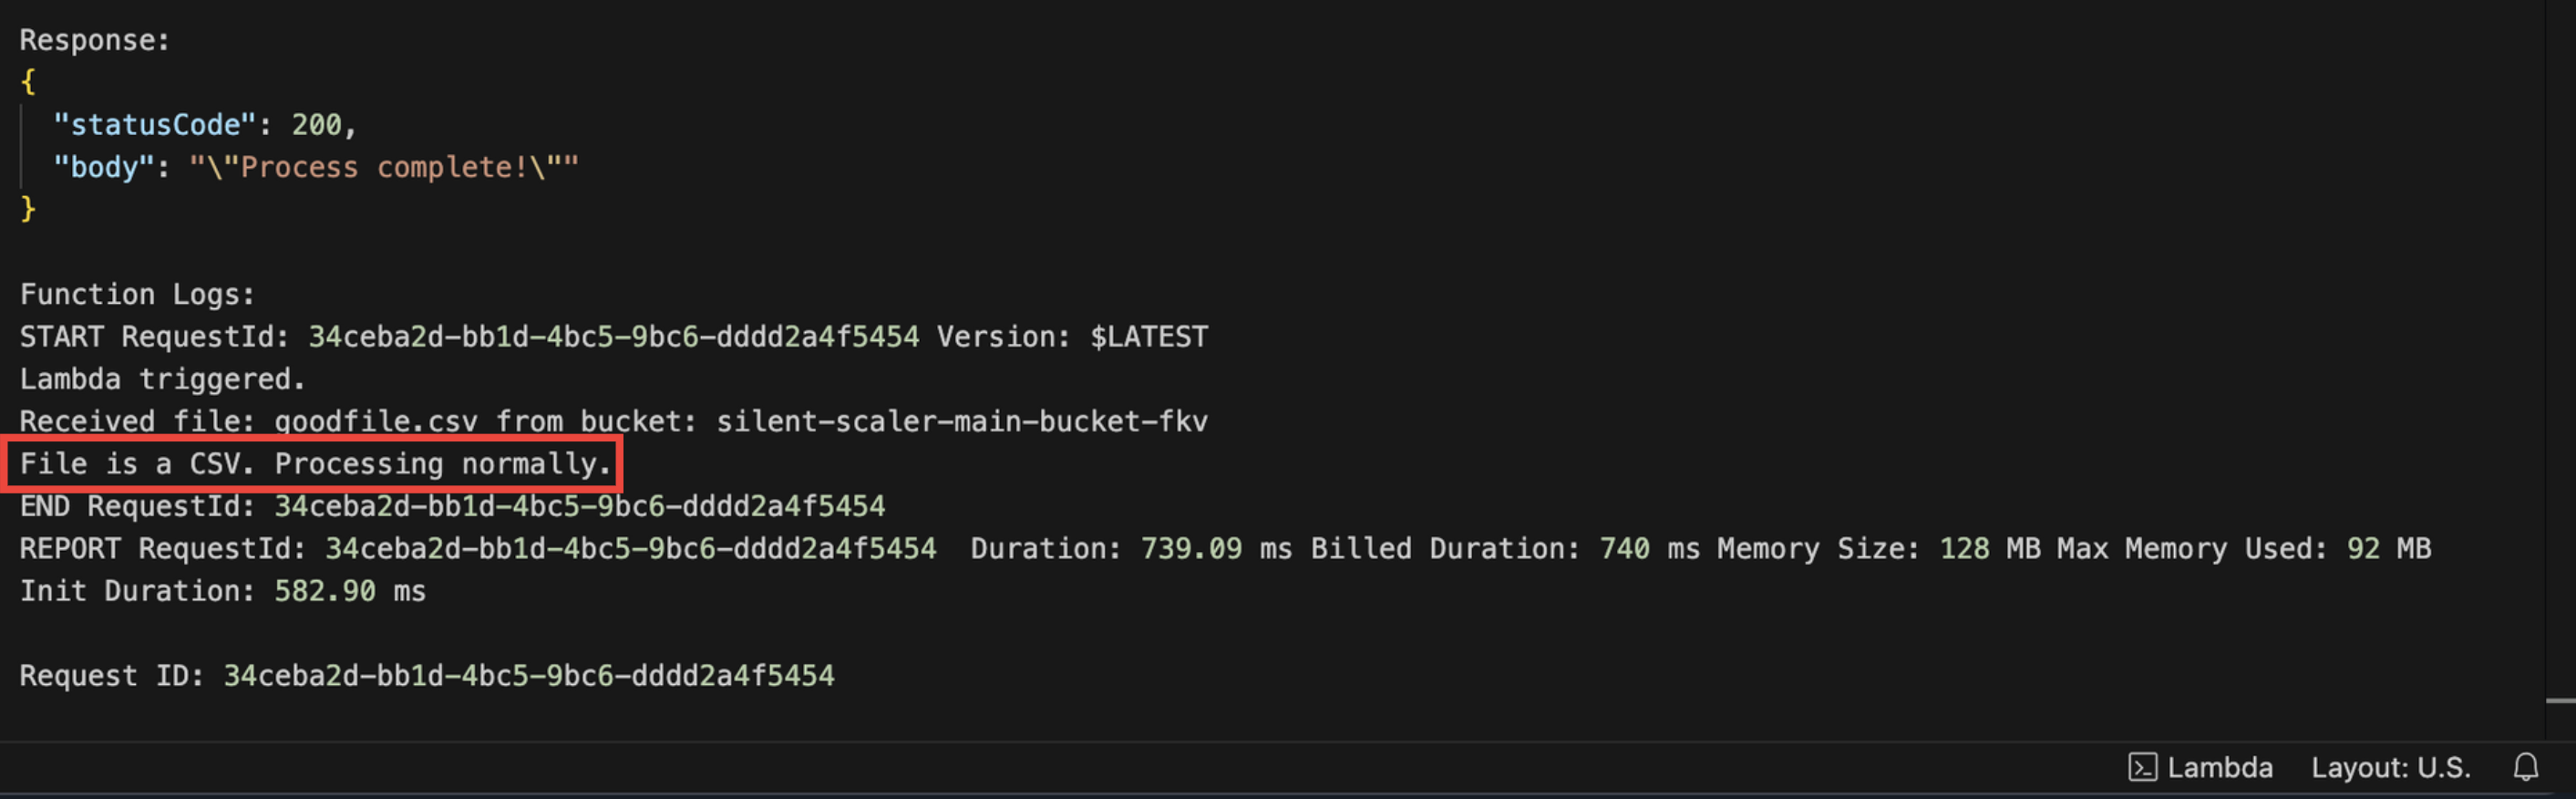 Response:
{
"statusCode": 200,
"body": "\"Process complete!\""
}
Function Logs:
START RequestId: 34ceba2d-bb1d-4bc5-9bc6-dddd2a4f5454 Version: $LATEST
Lambda triggered.
Received file: goodfile.csv from bucket: silent-scaler-main-bucket-fkv
File is a CSV. Processing normally.
END RequestId: 34ceba2d-bb1d-4bc5-9bc6-dddd2a4f5454
REPORT RequestId: 34ceba2d-bb1d-4bc5-9bc6-dddd2a4f5454  Duration: 739.09 ms Billed Duration: 740 ms Memory Size: 128 MB Max Memory Used: 92 MB
Init Duration: 582.90 ms
Request ID: 34ceba2d-bb1d-4bc5-9bc6-dddd2a4f5454
Lambda Layout: U.S.